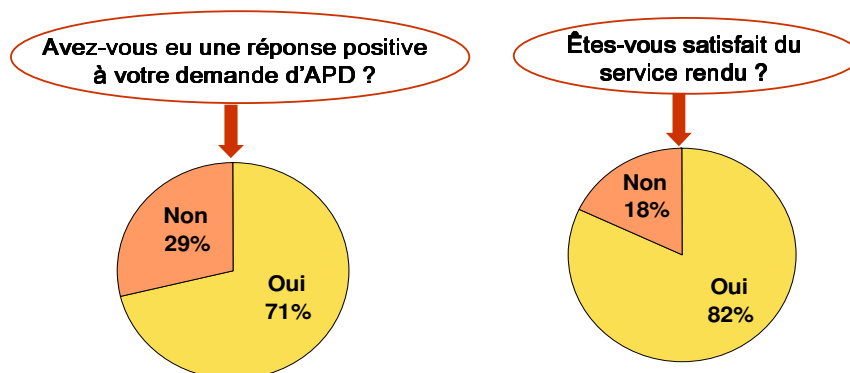 Avez-vous eu une réponse positive
à votre demande d'APD ?
Non
29%
Oui
71%
Êtes-vous satisfait du
service rendu ?
Non
18%
Oui
82%